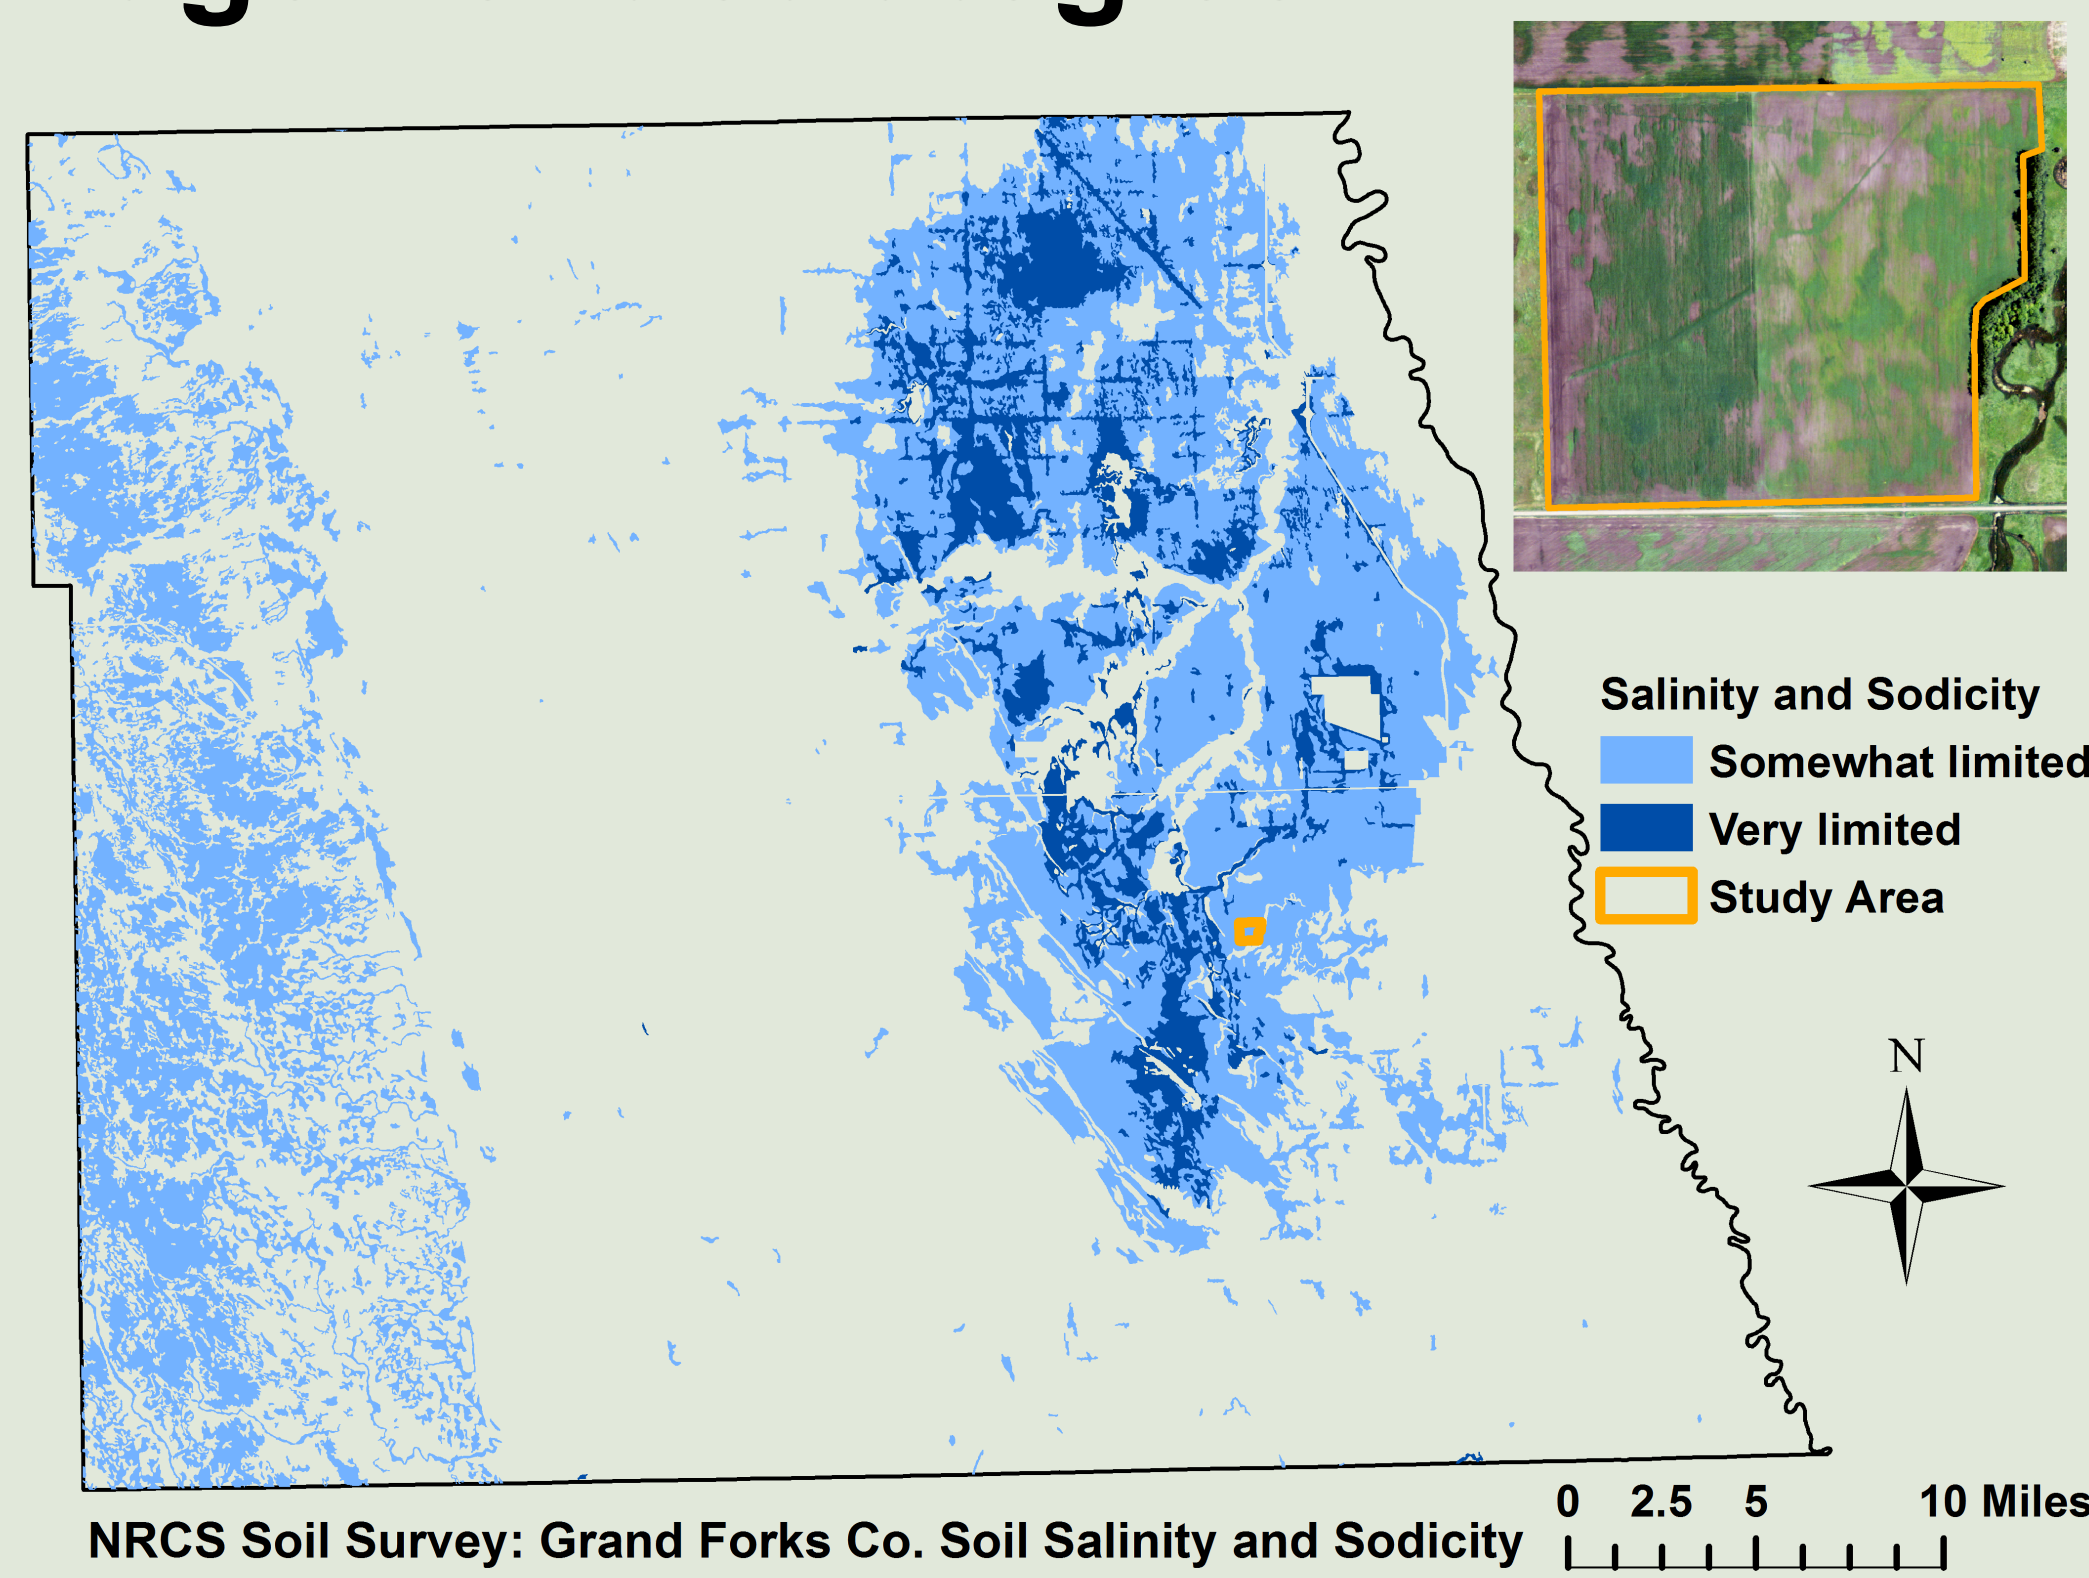 Salinity and Sodicity
Somewhat limited
Very limited
Study Area
N
0 2.5 5 10 Miles
NRCS Soil Survey: Grand Forks Co. Soil Salinity and Sodicity